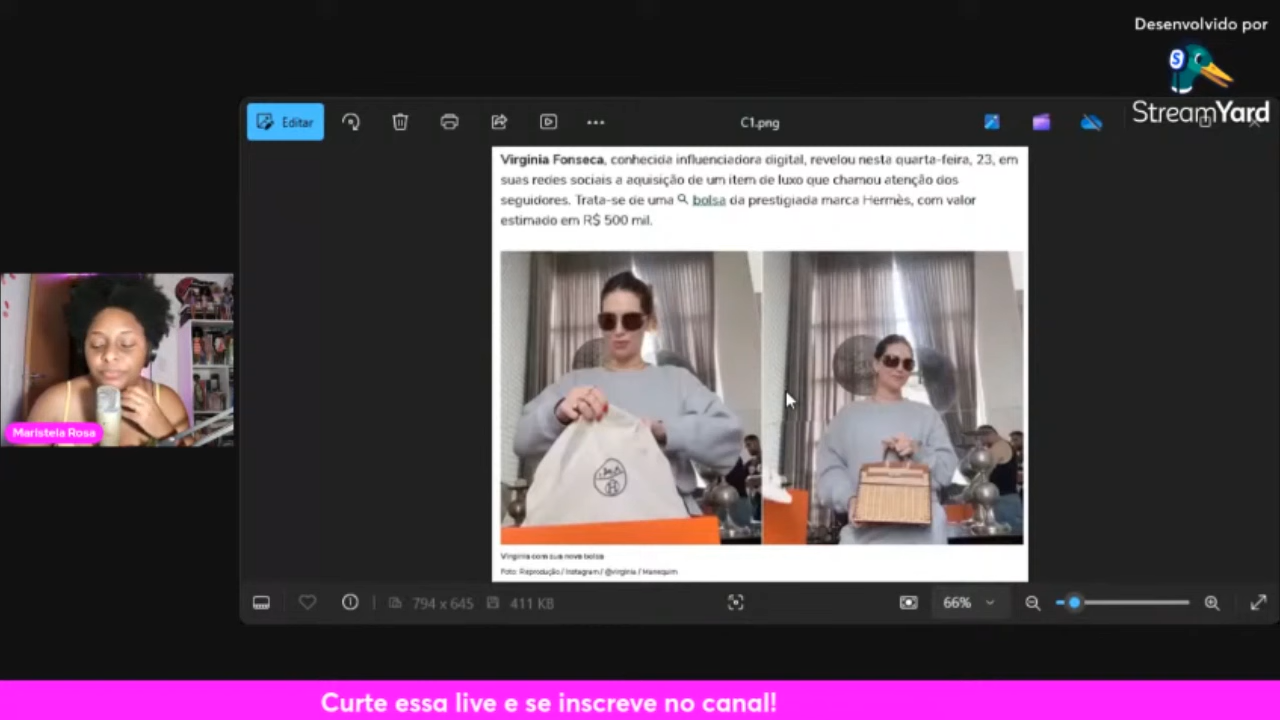 Desenvolvido por
S
StreamYard
Editar
C1.png
Virginia Fonseca, conhecida influenciadora digital, revelou nesta quarta-feira, 23, em
suas redes sociais a aquisição de um item de luxo que chamou atenção dos
seguidores. Trata-se de uma bolsa da prestigiada marca Hermès, com valor
estimado em R$ 500 mil.
Virginia com sua nova bolsa
Foto: Reprodução / Instagram / @virginia / Manequim
Maristela Rosa
794 x 645
411 KB
66%
Curte essa live e se inscreve no canal!